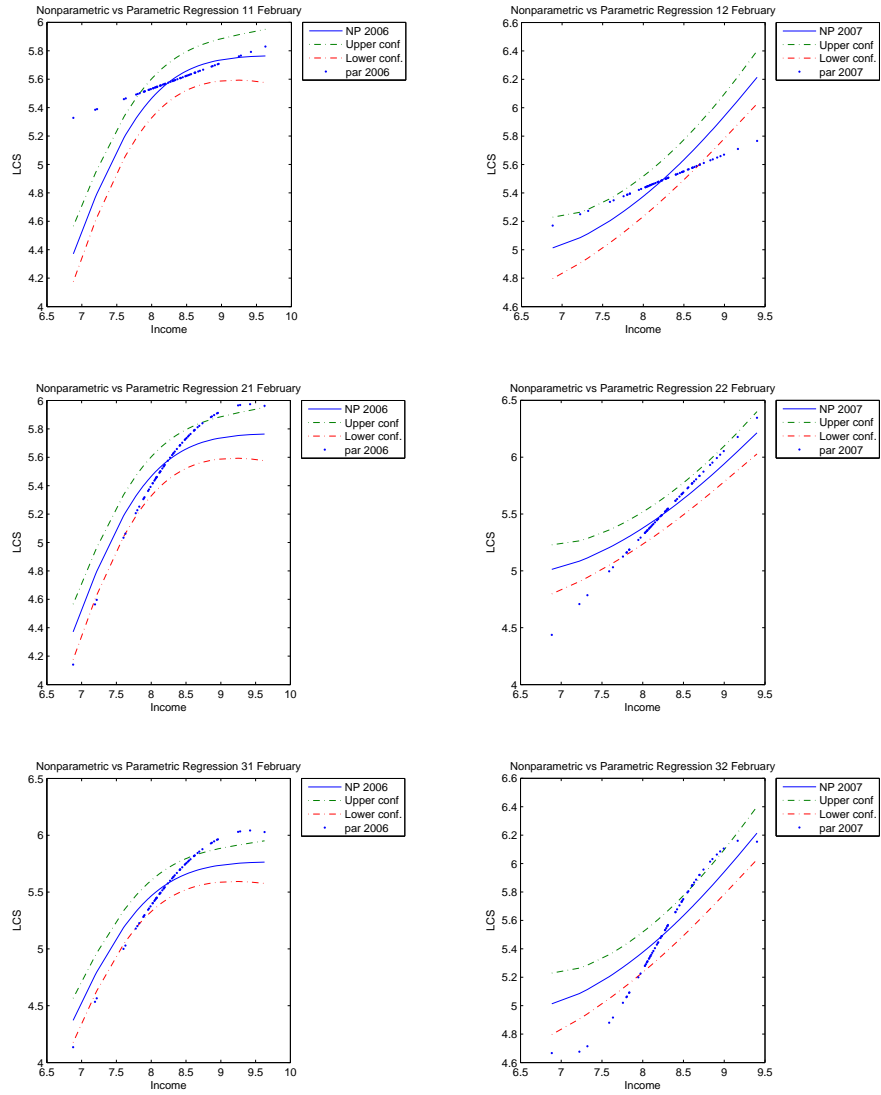 Nonparametric vs Parametric Regression 11 February
6
5.8
5.6
5.4
5.2
5
4.8
4.6
4.4
4.2
4
6.5 7 7.5 8 8.5 9 9.5 10
LCS
Income
NP 2006
Upper conf
Lower conf.
par 2006
Nonparametric vs Parametric Regression 12 February
6.6
6.4
6.2
6
5.8
5.6
5.4
5.2
5
4.8
4.6
6.5 7 7.5 8 8.5 9 9.5
LCS
Income
NP 2007
Upper conf
Lower conf.
par 2007
Nonparametric vs Parametric Regression 21 February
6
5.8
5.6
5.4
5.2
5
4.8
4.6
4.4
4.2
4
6.5 7 7.5 8 8.5 9 9.5 10
LCS
Income
NP 2006
Upper conf
Lower conf.
par 2006
Nonparametric vs Parametric Regression 22 February
6.5
6
5.5
5
4.5
4
6.5 7 7.5 8 8.5 9 9.5
LCS
Income
NP 2007
Upper conf
Lower conf.
par 2007
Nonparametric vs Parametric Regression 31 February
6.5
6
5.5
5
4.5
4
6.5 7 7.5 8 8.5 9 9.5 10
LCS
Income
NP 2006
Upper conf
Lower conf.
par 2006
Nonparametric vs Parametric Regression 32 February
6.6
6.4
6.2
6
5.8
5.6
5.4
5.2
5
4.8
4.6
6.5 7 7.5 8 8.5 9 9.5
LCS
Income
NP 2007
Upper conf
Lower conf.
par 2007